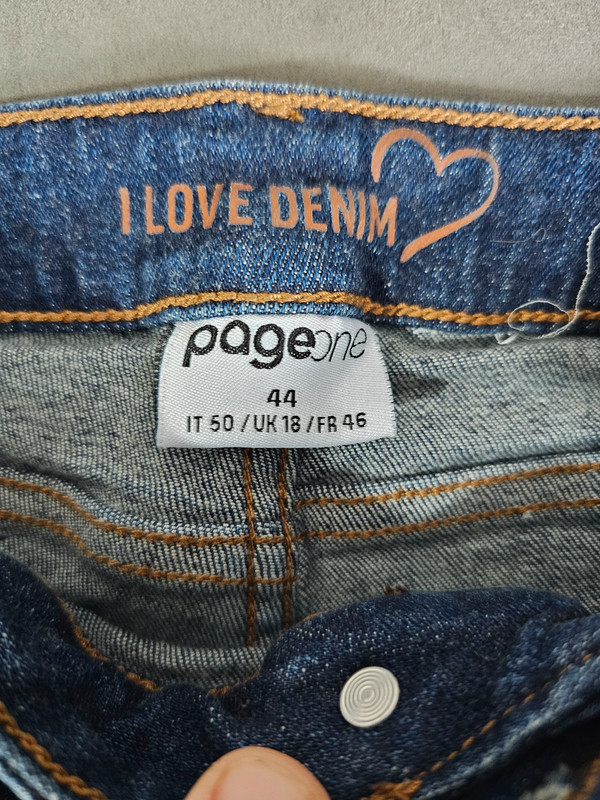 I LOVE DENIM
pageone
44
IT 50 / UK 18 / FR 46